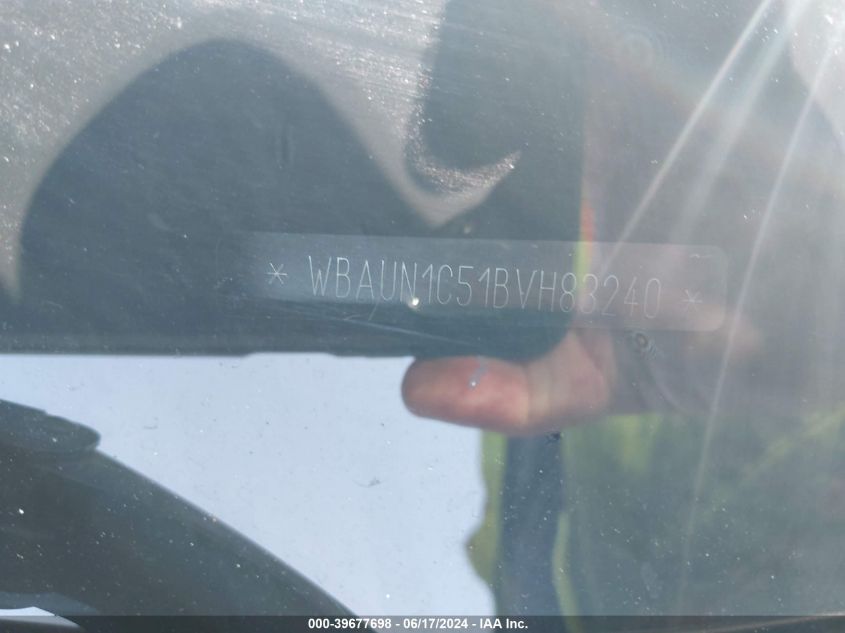 * WBAUN1C51BVH83240 *
000-39677698 - 06/17/2024 - IAA Inc.